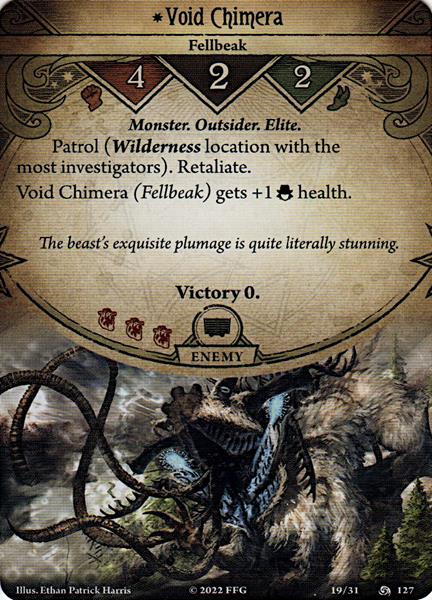 *Void Chimera
Fellbeak
4 2 2
Monster. Outsider. Elite.
Patrol (Wilderness location with the
most investigators). Retaliate.
Void Chimera (Fellbeak) gets +1 health.
The beast's exquisite plumage is quite literally stunning.
Victory 0.
ENEMY
Illus. Ethan Patrick Harris © 2022 FFG 19/31 127